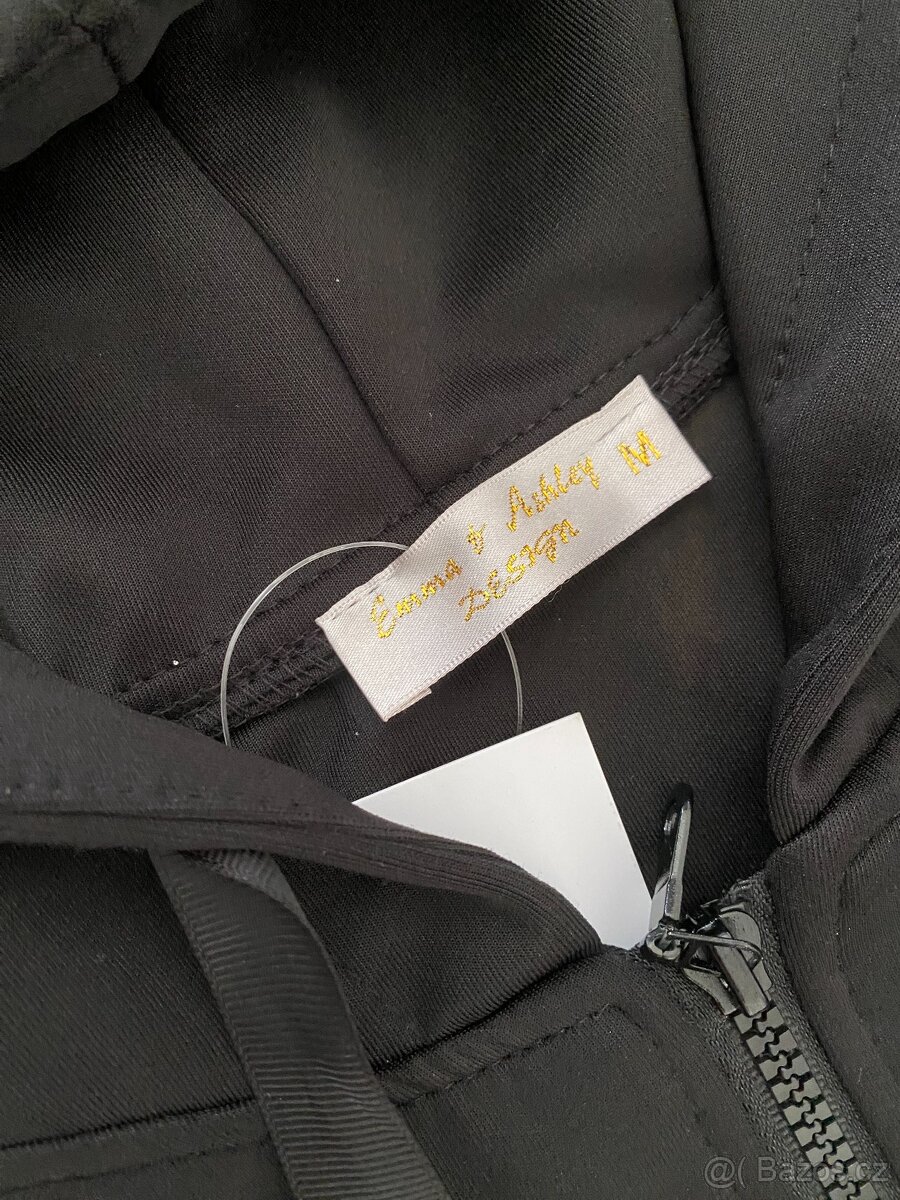 Emma & Ashley M
DESIGN
@( Bazos.cz